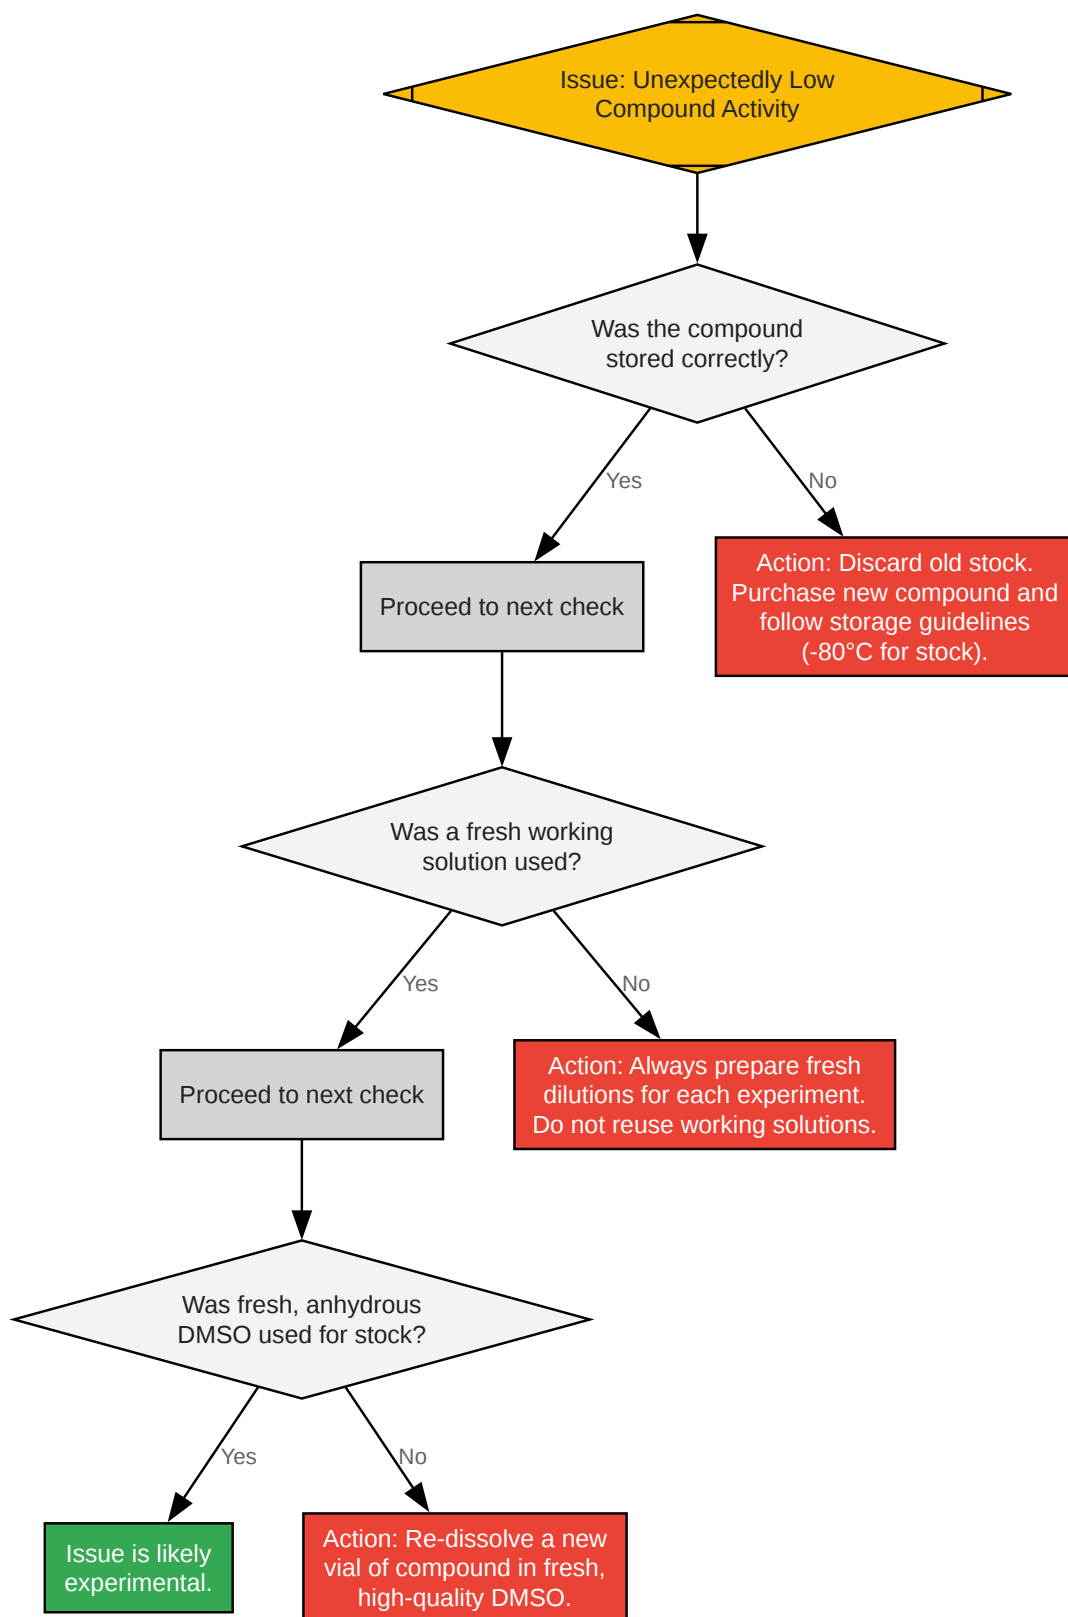 Issue: Unexpectedly Low
Compound Activity
Was the compound
stored correctly?
Yes
No
Proceed to next check
Action: Discard old stock.
Purchase new compound and
follow storage guidelines
(-80°C for stock).
Was a fresh working
solution used?
Yes
No
Proceed to next check
Action: Always prepare fresh
dilutions for each experiment.
Do not reuse working solutions.
Was fresh, anhydrous
DMSO used for stock?
Yes
No
Issue is likely
experimental.
Action: Re-dissolve a new
vial of compound in fresh,
high-quality DMSO.